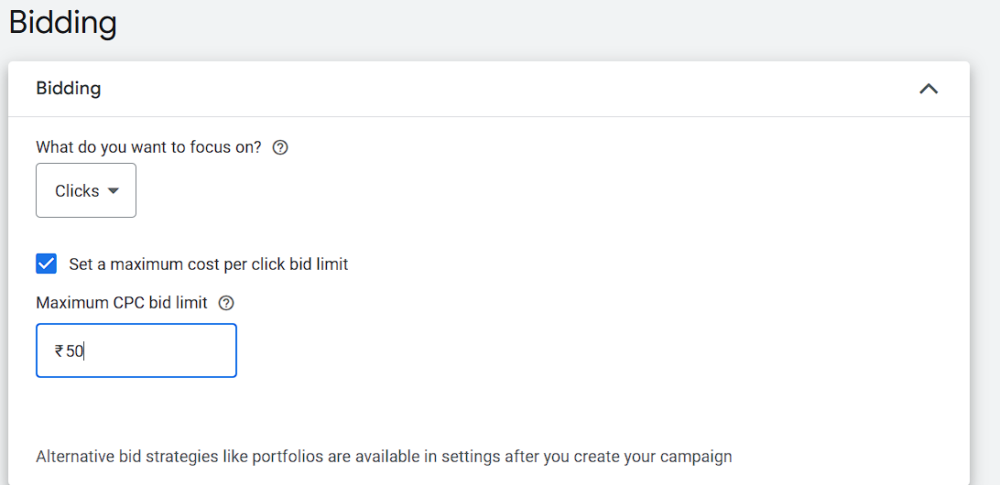 Bidding
Bidding
What do you want to focus on?
Clicks
Set a maximum cost per click bid limit
Maximum CPC bid limit
₹50
Alternative bid strategies like portfolios are available in settings after you create your campaign